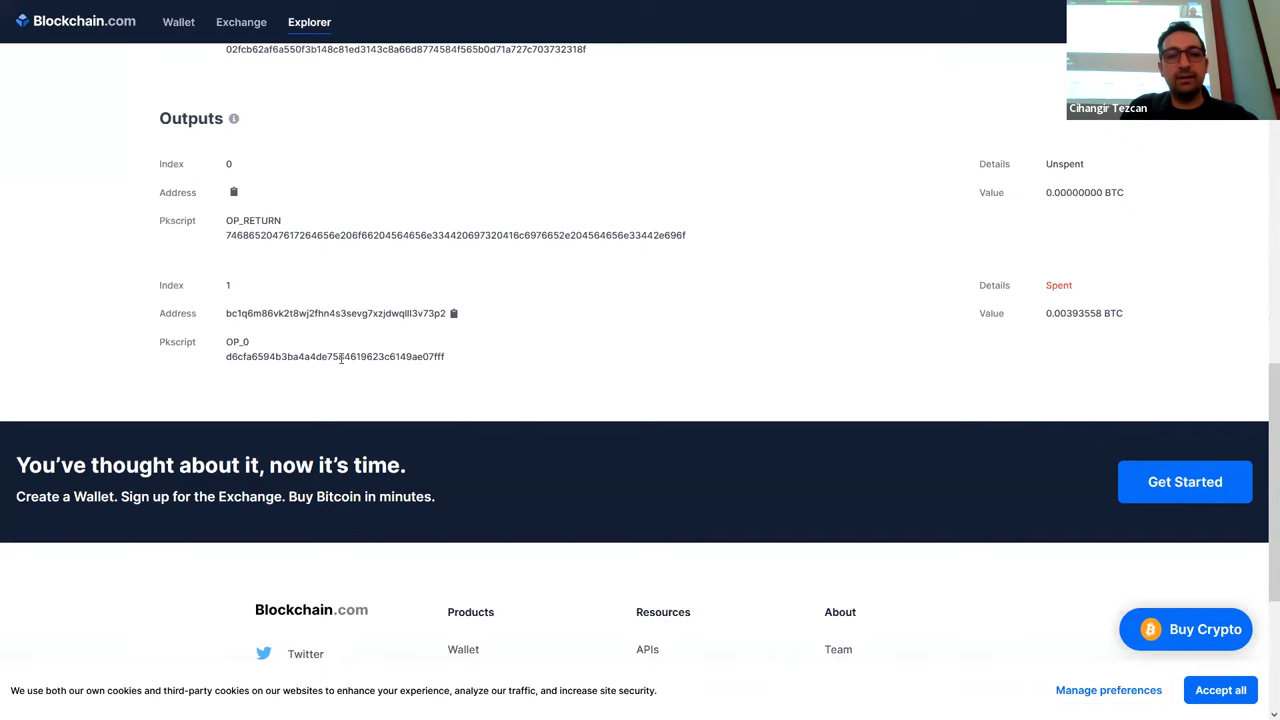 Blockchain.com Wallet Exchange Explorer
02fcb62af6a550f3b148c81ed3143c8a66d8774584f565b0d71a727c703732318f
Cihangir Tezcan
Outputs
Index 0 Details Unspent
Address Value 0.00000000 BTC
Pkscript OP_RETURN
7468652047617264656e206f66204564656e334420697320416c6976652e204564656e33442e696f
Index 1 Details Spent
Address bc1q6m86vk2t8wj2fhn4s3sevg7xzjdwqlll3v73p2 Value 0.00393558 BTC
Pkscript OP_0
You’ve thought about it, now it’s time.
Create a Wallet. Sign up for the Exchange. Buy Bitcoin in minutes.
Get Started
Blockchain.com Products Resources About
Buy Crypto
Twitter Wallet APIs Team
We use both our own cookies and third-party cookies on our websites to enhance your experience, analyze our traffic, and increase site security.
Manage preferences Accept all